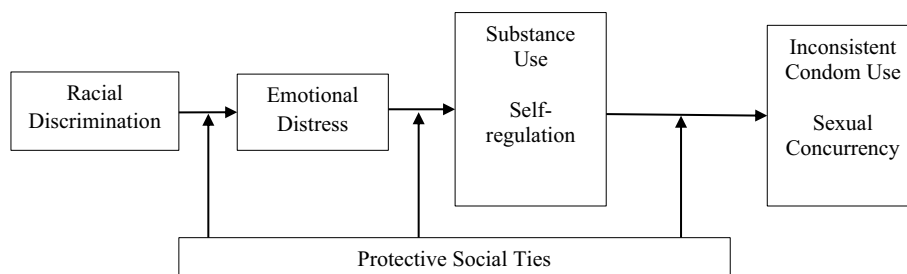 Racial
Discrimination
Emotional
Distress
Substance
Use
Self-
regulation
Inconsistent
Condom Use
Sexual
Concurrency
Protective Social Ties